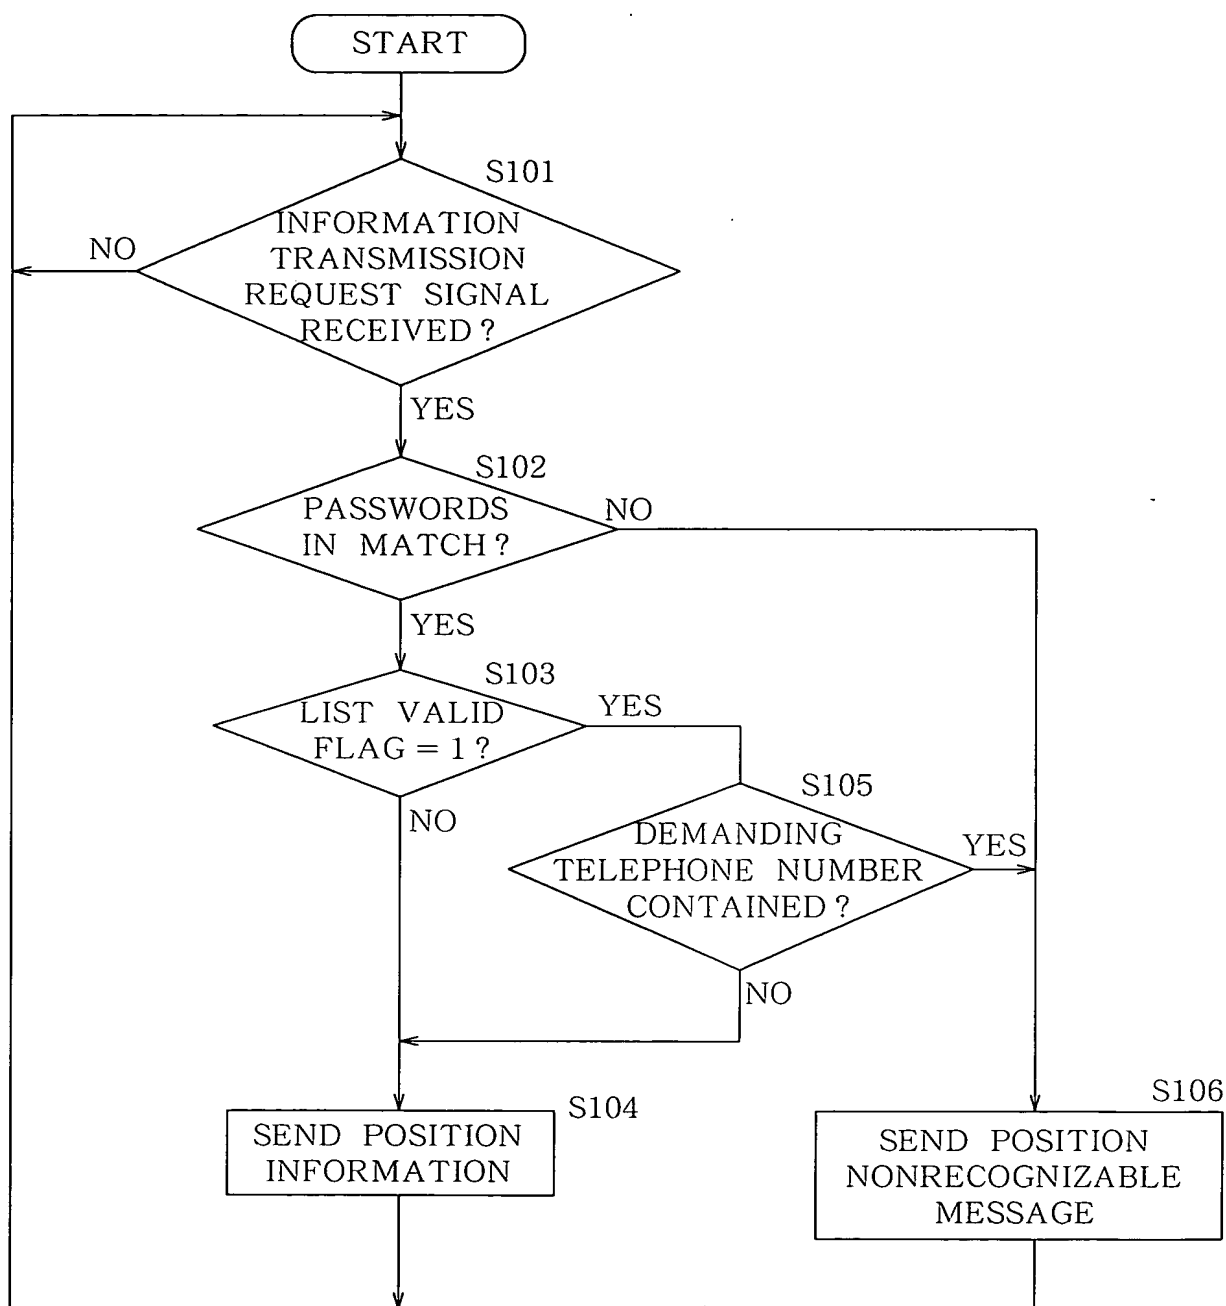 START
S101
INFORMATION
TRANSMISSION
REQUEST SIGNAL
RECEIVED?
NO
YES
S102
PASSWORDS
IN MATCH?
NO
YES
S103
LIST VALID
FLAG = 1?
YES
NO
S105
DEMANDING
TELEPHONE NUMBER
CONTAINED?
YES
NO
S104
SEND POSITION
INFORMATION
S106
SEND POSITION
NONRECOGNIZABLE
MESSAGE